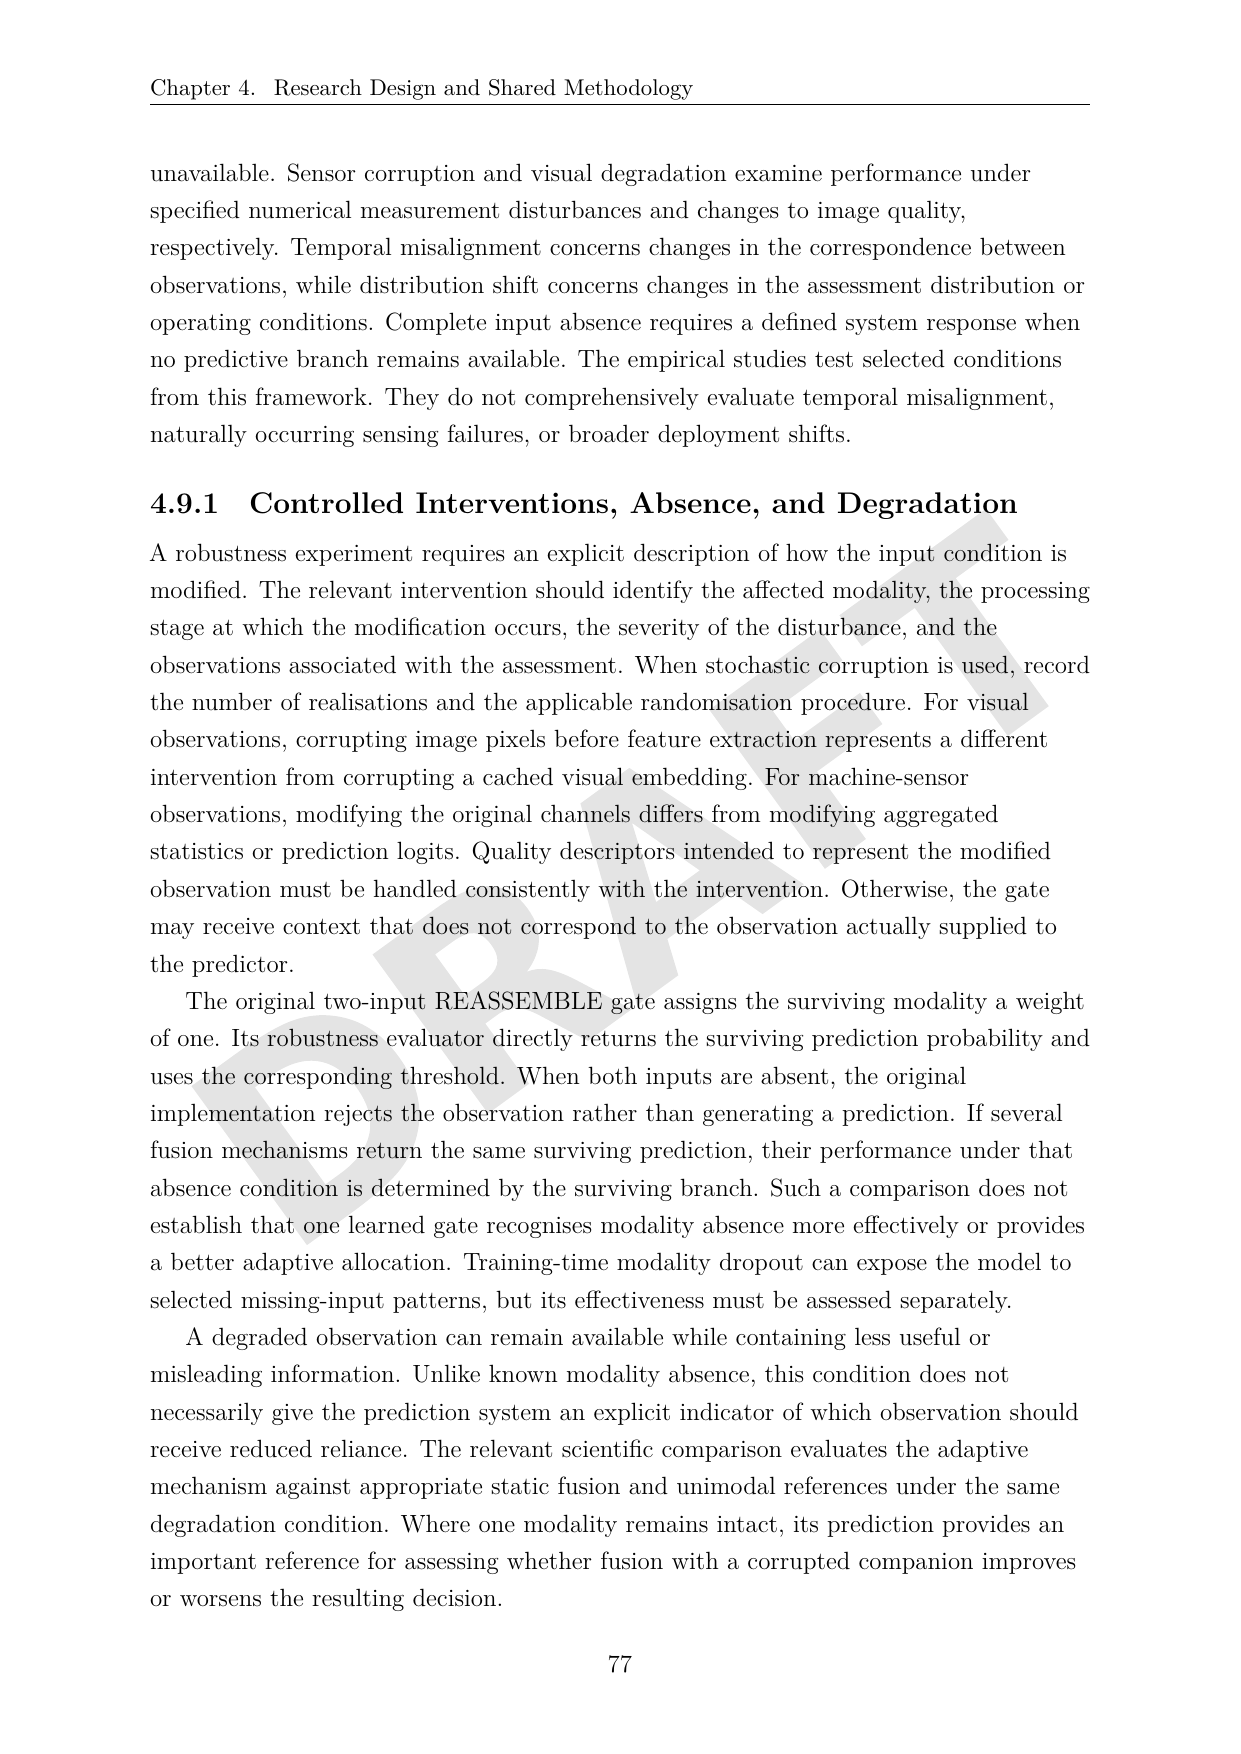 Chapter 4. Research Design and Shared Methodology
unavailable. Sensor corruption and visual degradation examine performance under
specified numerical measurement disturbances and changes to image quality,
respectively. Temporal misalignment concerns changes in the correspondence between
observations, while distribution shift concerns changes in the assessment distribution or
operating conditions. Complete input absence requires a defined system response when
no predictive branch remains available. The empirical studies test selected conditions
from this framework. They do not comprehensively evaluate temporal misalignment,
naturally occurring sensing failures, or broader deployment shifts.
4.9.1 Controlled Interventions, Absence, and Degradation
A robustness experiment requires an explicit description of how the input condition is
modified. The relevant intervention should identify the affected modality, the processing
stage at which the modification occurs, the severity of the disturbance, and the
observations associated with the assessment. When stochastic corruption is used, record
the number of realisations and the applicable randomisation procedure. For visual
observations, corrupting image pixels before feature extraction represents a different
intervention from corrupting a cached visual embedding. For machine-sensor
observations, modifying the original channels differs from modifying aggregated
statistics or prediction logits. Quality descriptors intended to represent the modified
observation must be handled consistently with the intervention. Otherwise, the gate
may receive context that does not correspond to the observation actually supplied to
the predictor.
The original two-input REASSEMBLE gate assigns the surviving modality a weight
of one. Its robustness evaluator directly returns the surviving prediction probability and
uses the corresponding threshold. When both inputs are absent, the original
implementation rejects the observation rather than generating a prediction. If several
fusion mechanisms return the same surviving prediction, their performance under that
absence condition is determined by the surviving branch. Such a comparison does not
establish that one learned gate recognises modality absence more effectively or provides
a better adaptive allocation. Training-time modality dropout can expose the model to
selected missing-input patterns, but its effectiveness must be assessed separately.
A degraded observation can remain available while containing less useful or
misleading information. Unlike known modality absence, this condition does not
necessarily give the prediction system an explicit indicator of which observation should
receive reduced reliance. The relevant scientific comparison evaluates the adaptive
mechanism against appropriate static fusion and unimodal references under the same
degradation condition. Where one modality remains intact, its prediction provides an
important reference for assessing whether fusion with a corrupted companion improves
or worsens the resulting decision.
77
DRAFT